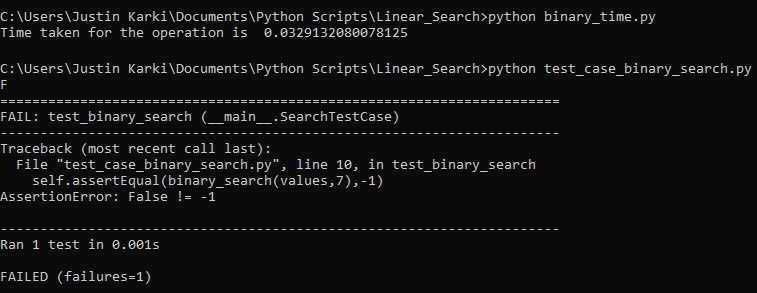 C:\Users\Justin Karki\Documents\Python Scripts\Linear_Search>python binary_time.py
Time taken for the operation is  0.0329132080078125
C:\Users\Justin Karki\Documents\Python Scripts\Linear_Search>python test_case_binary_search.py
F
======================================================================
FAIL: test_binary_search (__main__.SearchTestCase)
----------------------------------------------------------------------
Traceback (most recent call last):
  File "test_case_binary_search.py", line 10, in test_binary_search
    self.assertEqual(binary_search(values,7),-1)
AssertionError: False != -1
----------------------------------------------------------------------
Ran 1 test in 0.001s
FAILED (failures=1)